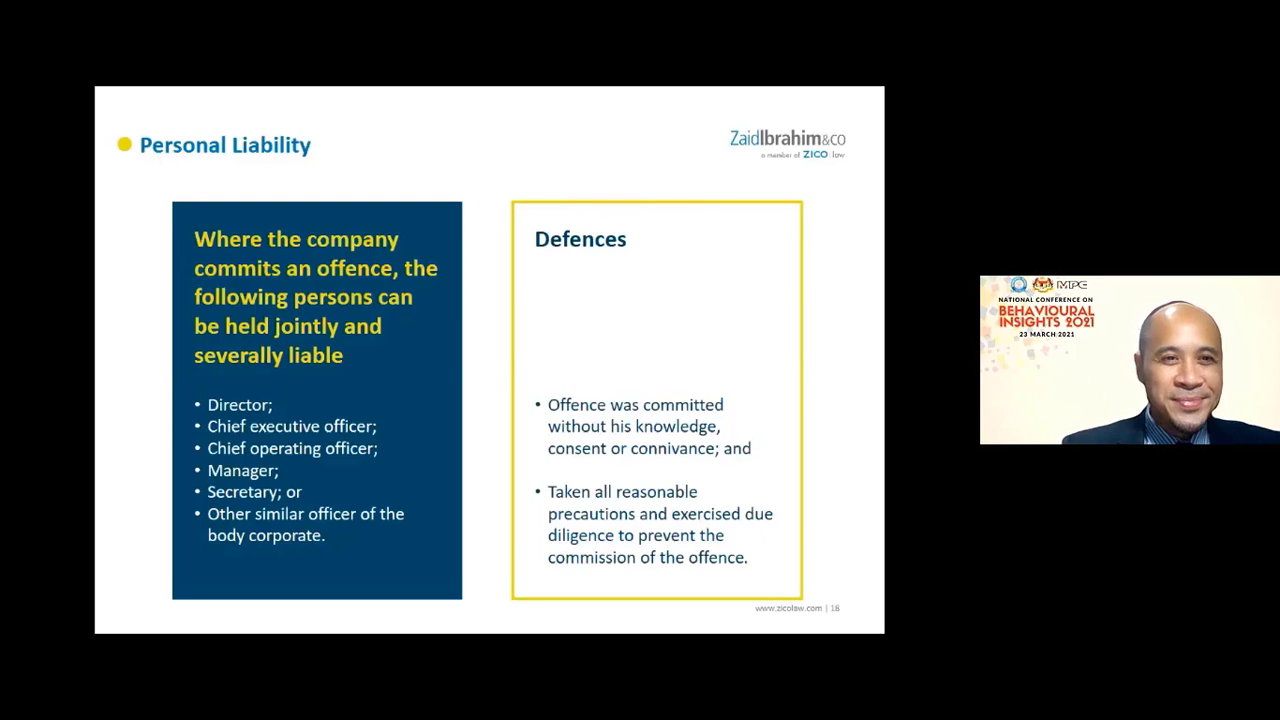 Personal Liability
ZaidIbrahim&co
a member of ZICO law
Where the company
commits an offence, the
following persons can
be held jointly and
severally liable
• Director;
• Chief executive officer;
• Chief operating officer;
• Manager;
• Secretary; or
• Other similar officer of the
body corporate.
Defences
• Offence was committed
without his knowledge,
consent or connivance; and
• Taken all reasonable
precautions and exercised due
diligence to prevent the
commission of the offence.
www.zicolaw.com | 18
MPC
NATIONAL CONFERENCE ON
BEHAVIOURAL
INSIGHTS 2021
23 MARCH 2021